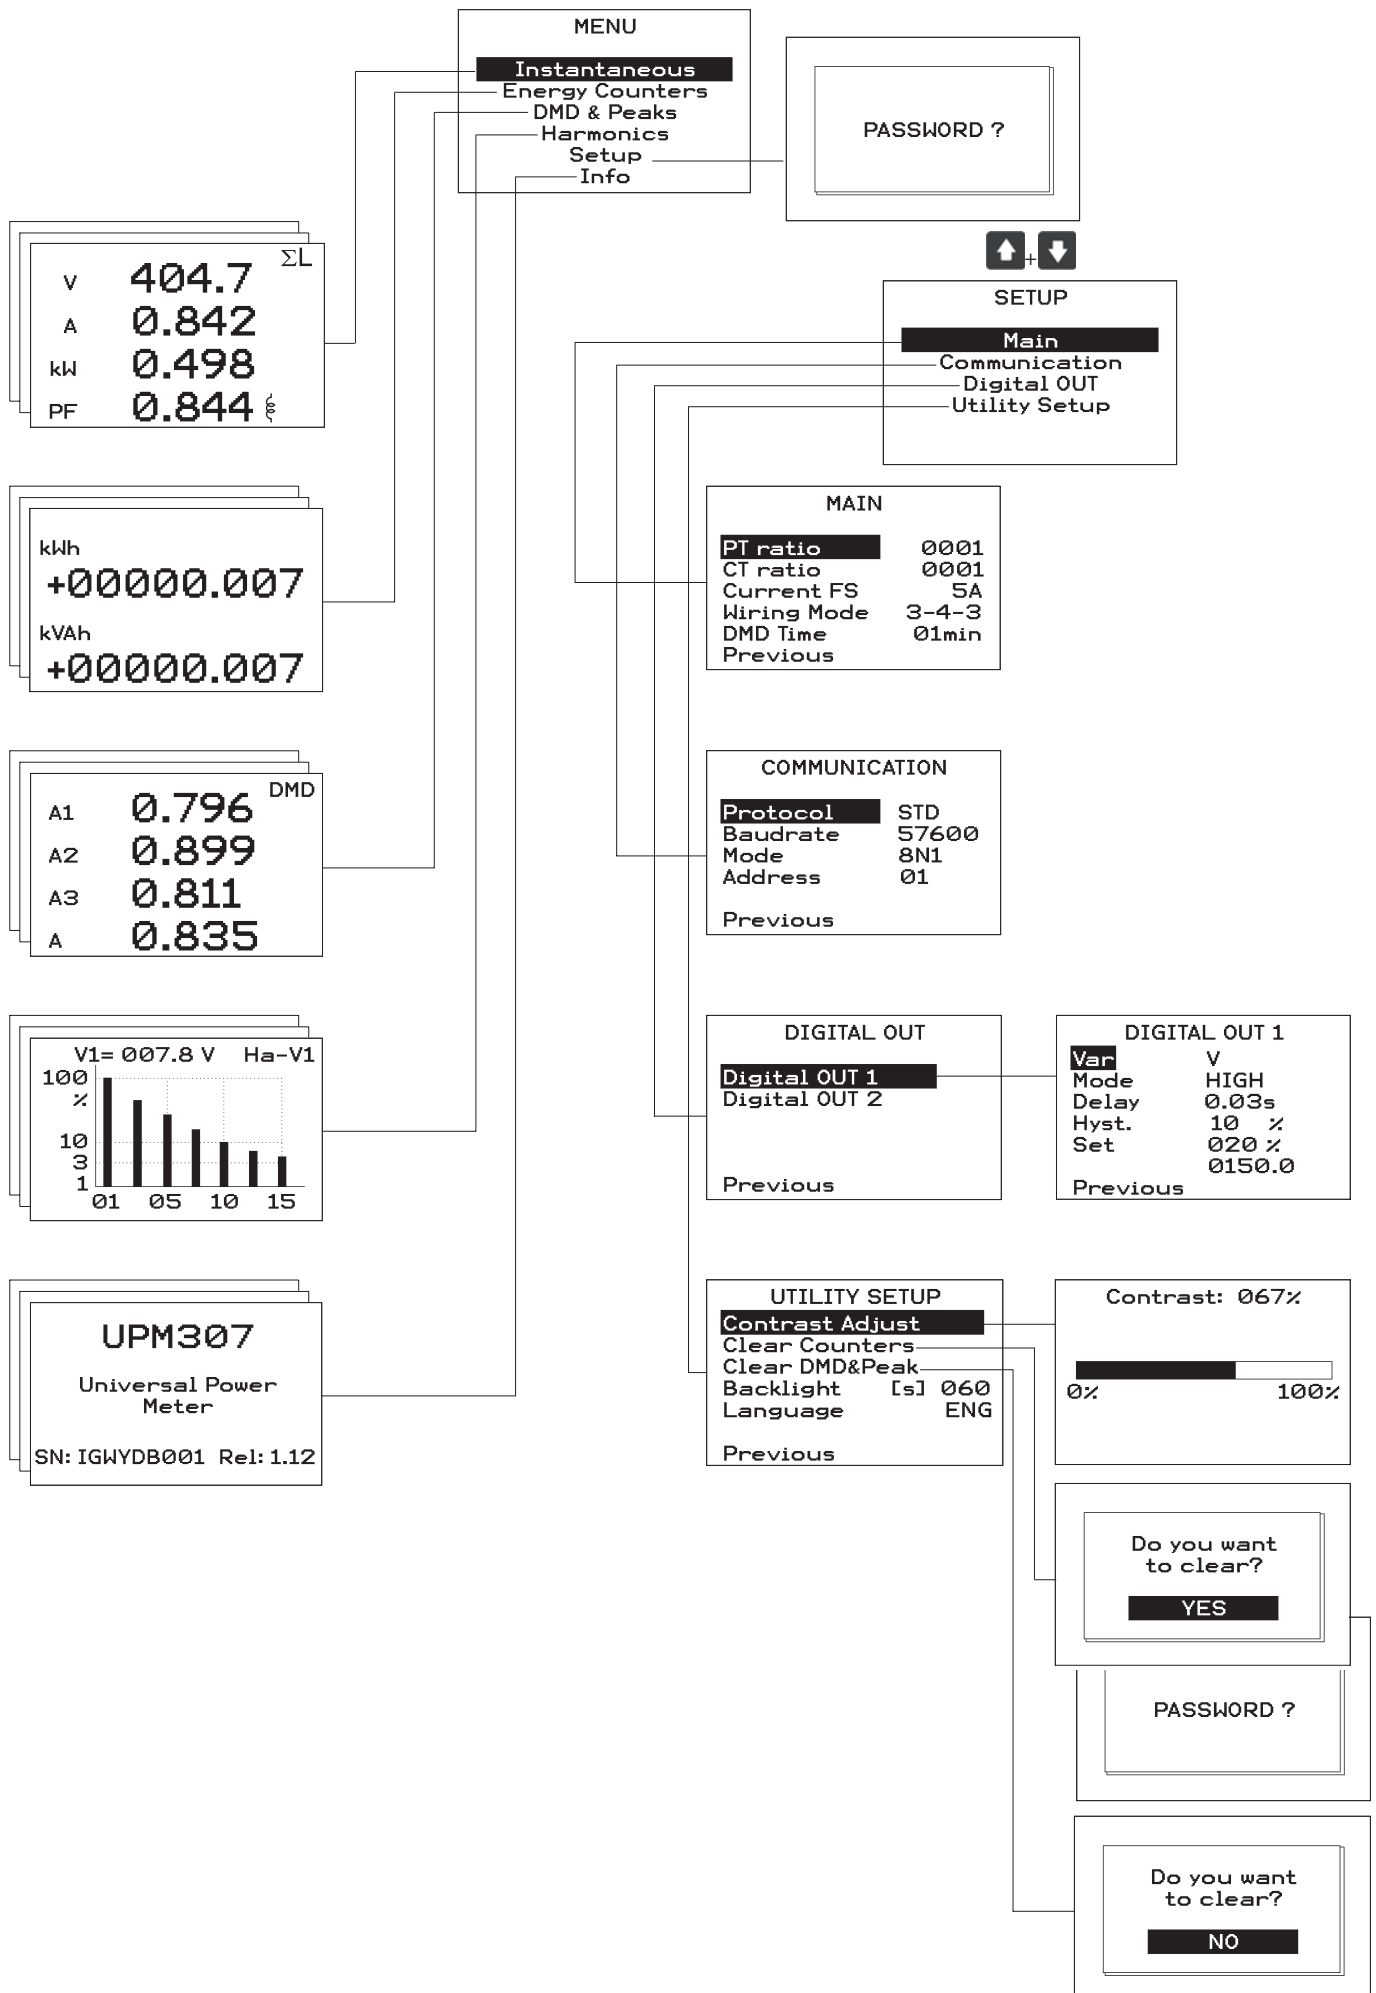 MENU
Instantaneous
Energy Counters
DMD & Peaks
Harmonics
Setup
Info
PASSWORD ?
+
SETUP
Main
Communication
Digital OUT
Utility Setup
ΣL
V 404.7
A 0.842
kW 0.498
PF 0.844
kWh
+00000.007
kVAh
+00000.007
DMD
A1 0.796
A2 0.899
A3 0.811
A 0.835
V1= 007.8 V Ha-V1
100
%
10
3
1
01 05 10 15
UPM307
Universal Power
Meter
SN: IGWYDB001 Rel: 1.12
MAIN
PT ratio 0001
CT ratio 0001
Current FS 5A
Wiring Mode 3-4-3
DMD Time 01min
Previous
COMMUNICATION
Protocol STD
Baudrate 57600
Mode 8N1
Address 01
Previous
DIGITAL OUT
Digital OUT 1
Digital OUT 2
Previous
DIGITAL OUT 1
Var V
Mode HIGH
Delay 0.03s
Hyst. 10 %
Set 020 %
0150.0
Previous
UTILITY SETUP
Contrast Adjust
Clear Counters
Clear DMD&Peak
Backlight [s] 060
Language ENG
Previous
Contrast: 067%
0% 100%
Do you want
to clear?
YES
PASSWORD ?
Do you want
to clear?
NO